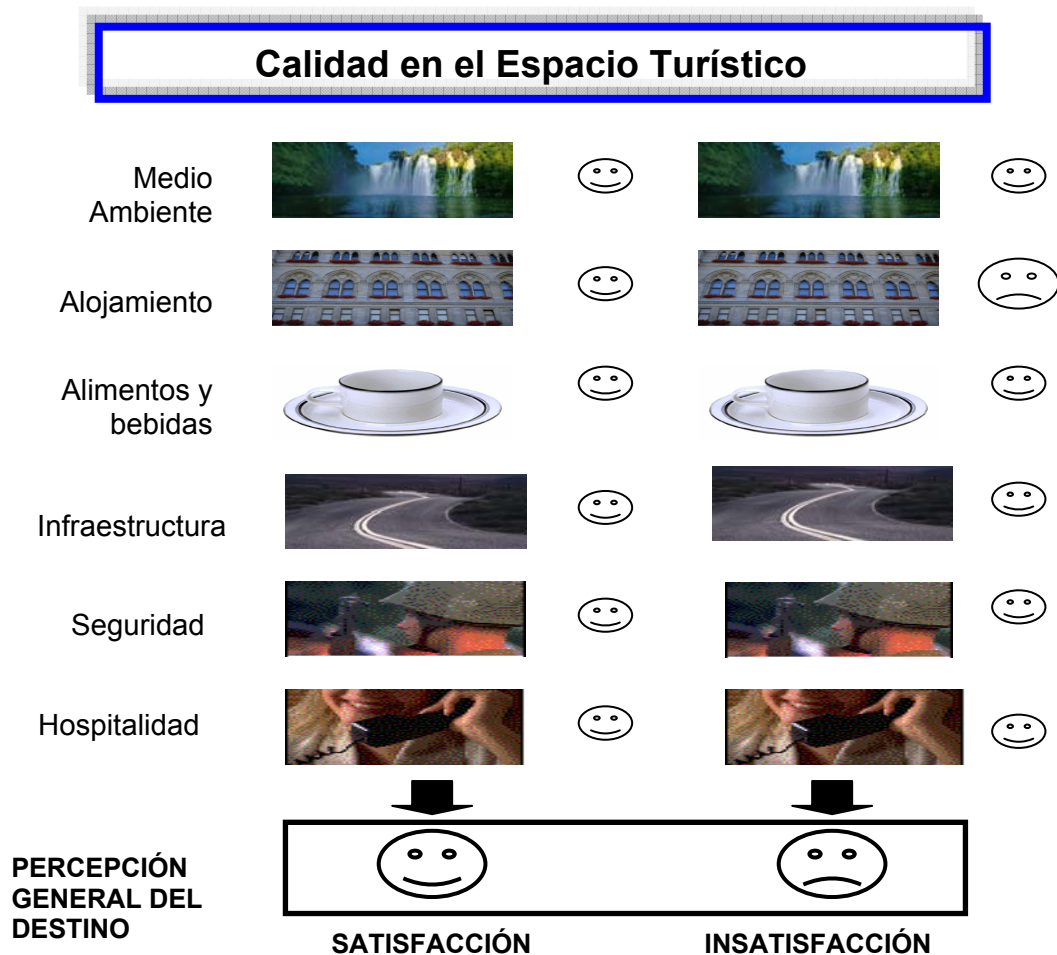 Calidad en el Espacio Turístico
Medio
Ambiente
Alojamiento
Alimentos y
bebidas
Infraestructura
Seguridad
Hospitalidad
PERCEPCIÓN
GENERAL DEL
DESTINO
SATISFACCIÓN
INSATISFACCIÓN